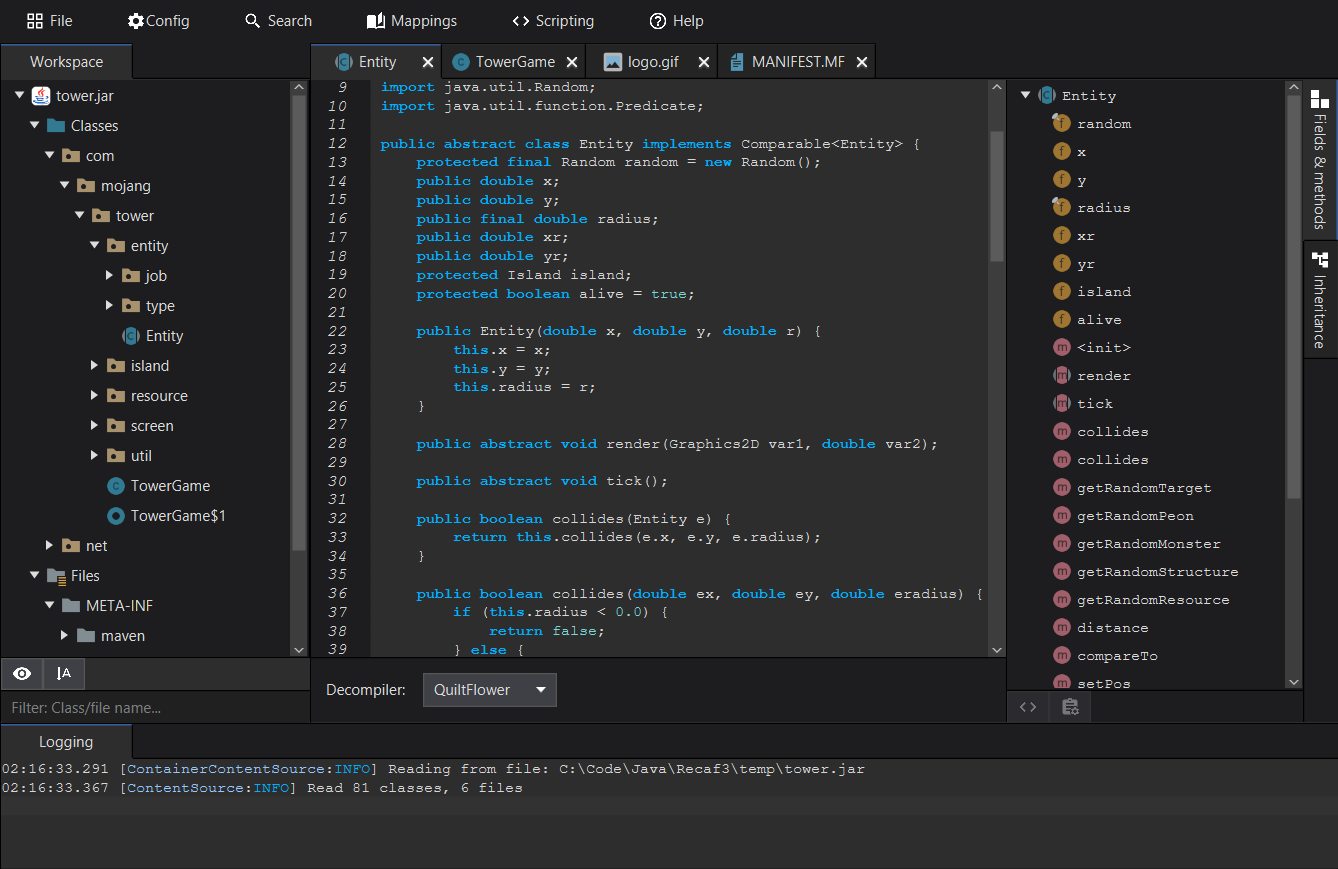 File Config Search Mappings Scripting Help
Workspace
tower.jar
Classes
com
mojang
tower
entity
job
type
Entity
island
resource
screen
util
TowerGame
TowerGame$1
net
Files
META-INF
maven
Filter: Class/file name...
Entity TowerGame logo.gif MANIFEST.MF
9 import java.util.Random;
10 import java.util.function.Predicate;
11
12 public abstract class Entity implements Comparable<Entity> {
13 protected final Random random = new Random();
14 public double x;
15 public double y;
16 public final double radius;
17 public double xr;
18 public double yr;
19 protected Island island;
20 protected boolean alive = true;
21
22 public Entity(double x, double y, double r) {
23 this.x = x;
24 this.y = y;
25 this.radius = r;
26 }
27
28 public abstract void render(Graphics2D var1, double var2);
29
30 public abstract void tick();
31
32 public boolean collides(Entity e) {
33 return this.collides(e.x, e.y, e.radius);
34 }
35
36 public boolean collides(double ex, double ey, double eradius) {
37 if (this.radius < 0.0) {
38 return false;
39 } else {
Decompiler: QuiltFlower
Entity
random
x
y
radius
xr
yr
island
alive
<init>
render
tick
collides
collides
getRandomTarget
getRandomPeon
getRandomMonster
getRandomStructure
getRandomResource
distance
compareTo
setPos
Fields & methods
Inheritance
Logging
02:16:33.291 [ContainerContentSource:INFO] Reading from file: C:\Code\Java\Recaf3\temp\tower.jar
02:16:33.367 [ContentSource:INFO] Read 81 classes, 6 files